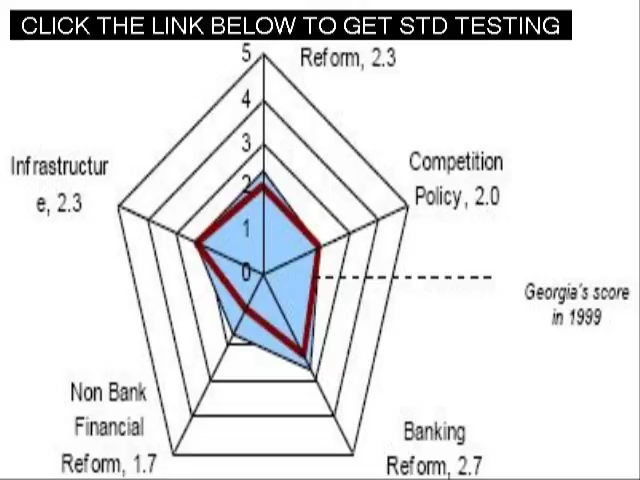 CLICK THE LINK BELOW TO GET STD TESTING
Reform, 2.3
5
4
3
2
1
0
Infrastructur
e, 2.3
Competition
Policy, 2.0
Georgia's score
in 1999
Non Bank
Financial
Reform, 1.7
Banking
Reform, 2.7